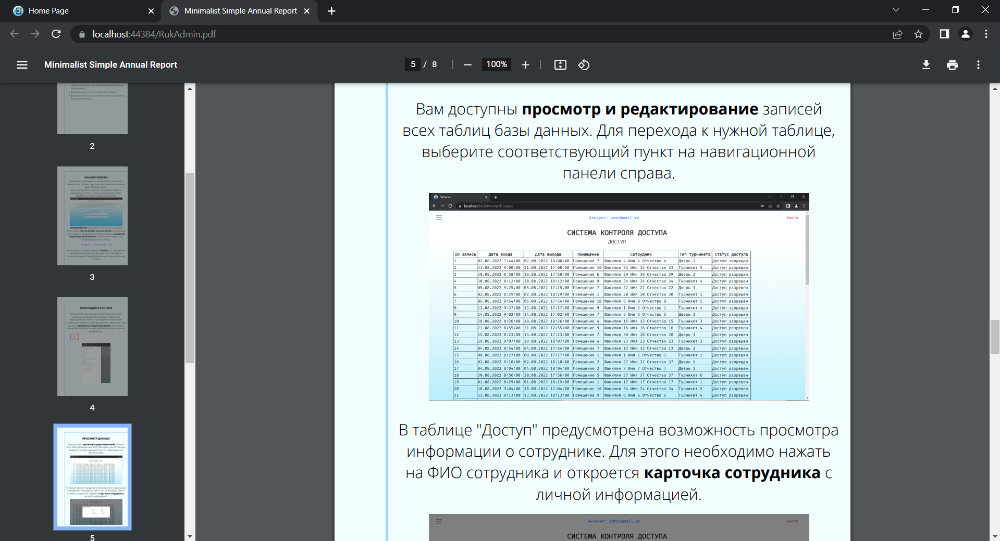 Home Page
Minimalist Simple Annual Report
localhost:44384/RukAdmin.pdf
Minimalist Simple Annual Report
5 / 8
100%
2
НАЧАЛО РАБОТЫ
3
НАВИГАЦИЯ В СИСТЕМЕ
4
ПРОСМОТР ДАННЫХ
5
Вам доступны просмотр и редактирование записей
всех таблиц базы данных. Для перехода к нужной таблице,
выберите соответствующий пункт на навигационной
панели справа.
Entrance
localhost:44384/Home/Entrance
Аккаунт: user@mail.ru
Выйти
СИСТЕМА КОНТРОЛЯ ДОСТУПА
ДОСТУП
ID Запись Дата входа Дата выхода Помещение Сотрудник Тип турникета Статус доступа
1 02.08.2022 7:44:00 02.08.2022 18:00:00 Помещение 7 Фамилия 4 Имя 4 Отчество 4 Дверь 1 Доступ запрещен
2 21.08.2022 9:00:00 21.08.2022 17:00:00 Помещение 10 Фамилия 33 Имя 33 Отчество 33 Турникет 5 Доступ разрешен
3 30.08.2022 8:58:00 30.08.2022 17:58:00 Помещение 6 Фамилия 39 Имя 39 Отчество 39 Дверь 2 Доступ разрешен
4 30.08.2022 8:12:00 30.08.2022 18:12:00 Помещение 9 Фамилия 34 Имя 34 Отчество 34 Турникет 4 Доступ разрешен
5 05.08.2022 9:25:00 05.08.2022 17:25:00 Помещение 7 Фамилия 22 Имя 22 Отчество 22 Дверь 3 Доступ разрешен
6 02.08.2022 8:29:00 02.08.2022 18:29:00 Помещение 1 Фамилия 30 Имя 30 Отчество 30 Турникет 1 Доступ разрешен
7 06.08.2022 8:54:00 06.08.2022 17:54:00 Помещение 10 Фамилия 8 Имя 8 Отчество 8 Турникет 5 Доступ разрешен
8 13.08.2022 9:37:00 13.08.2022 17:37:00 Помещение 9 Фамилия 1 Имя 1 Отчество 1 Турникет 4 Доступ запрещен
9 14.08.2022 9:02:00 14.08.2022 17:02:00 Помещение 7 Фамилия 5 Имя 5 Отчество 5 Дверь 3 Доступ разрешен
10 28.08.2022 8:26:00 28.08.2022 18:26:00 Помещение 4 Фамилия 15 Имя 15 Отчество 15 Турникет 3 Доступ запрещен
11 21.08.2022 8:55:00 21.08.2022 17:55:00 Помещение 9 Фамилия 16 Имя 16 Отчество 16 Турникет 4 Доступ разрешен
12 15.08.2022 8:23:00 15.08.2022 17:23:00 Помещение 7 Фамилия 38 Имя 38 Отчество 38 Дверь 3 Доступ разрешен
13 29.08.2022 9:07:00 29.08.2022 18:07:00 Помещение 4 Фамилия 23 Имя 23 Отчество 23 Турникет 3 Доступ разрешен
14 04.08.2022 8:54:00 04.08.2022 17:54:00 Помещение 7 Фамилия 13 Имя 13 Отчество 13 Дверь 3 Доступ разрешен
15 08.08.2022 8:27:00 08.08.2022 17:27:00 Помещение 1 Фамилия 1 Имя 1 Отчество 1 Турникет 1 Доступ разрешен
16 02.08.2022 9:10:00 02.08.2022 18:10:00 Помещение 2 Фамилия 37 Имя 37 Отчество 37 Дверь 1 Доступ запрещен
17 04.08.2022 8:04:00 04.08.2022 18:04:00 Помещение 2 Фамилия 7 Имя 7 Отчество 7 Дверь 1 Доступ разрешен
18 30.08.2022 8:56:00 30.08.2022 17:56:00 Помещение 5 Фамилия 37 Имя 37 Отчество 37 Турникет 6 Доступ разрешен
19 01.08.2022 8:29:00 01.08.2022 18:29:00 Помещение 1 Фамилия 17 Имя 17 Отчество 17 Турникет 1 Доступ разрешен
20 18.08.2022 9:04:00 18.08.2022 17:04:00 Помещение 10 Фамилия 34 Имя 34 Отчество 34 Турникет 5 Доступ разрешен
21 13.08.2022 8:13:00 13.08.2022 18:13:00 Помещение 9 Фамилия 6 Имя 6 Отчество 6 Турникет 4 Доступ разрешен
В таблице "Доступ" предусмотрена возможность просмотра
информации о сотруднике. Для этого необходимо нажать
на ФИО сотрудника и откроется карточка сотрудника с
личной информацией.
Аккаунт: admin@mail.ru
Выйти
СИСТЕМА КОНТРОЛЯ ДОСТУПА